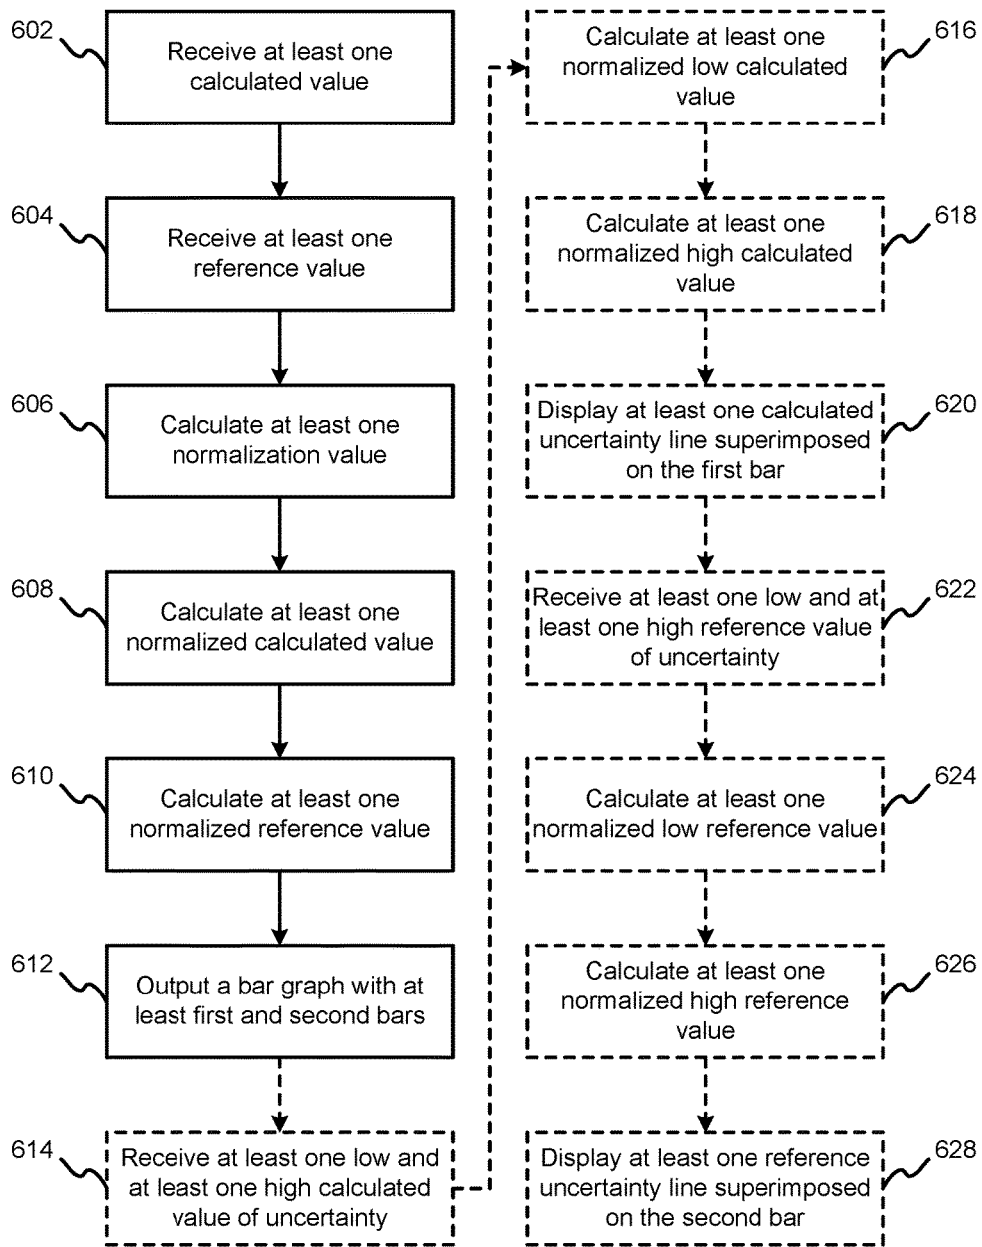 602
Receive at least one
calculated value
604
Receive at least one
reference value
606
Calculate at least one
normalization value
608
Calculate at least one
normalized calculated value
610
Calculate at least one
normalized reference value
612
Output a bar graph with at
least first and second bars
614
Receive at least one low and
at least one high calculated
value of uncertainty
616
Calculate at least one
normalized low calculated
value
618
Calculate at least one
normalized high calculated
value
620
Display at least one calculated
uncertainty line superimposed
on the first bar
622
Receive at least one low and at
least one high reference value
of uncertainty
624
Calculate at least one
normalized low reference value
626
Calculate at least one
normalized high reference
value
628
Display at least one reference
uncertainty line superimposed
on the second bar